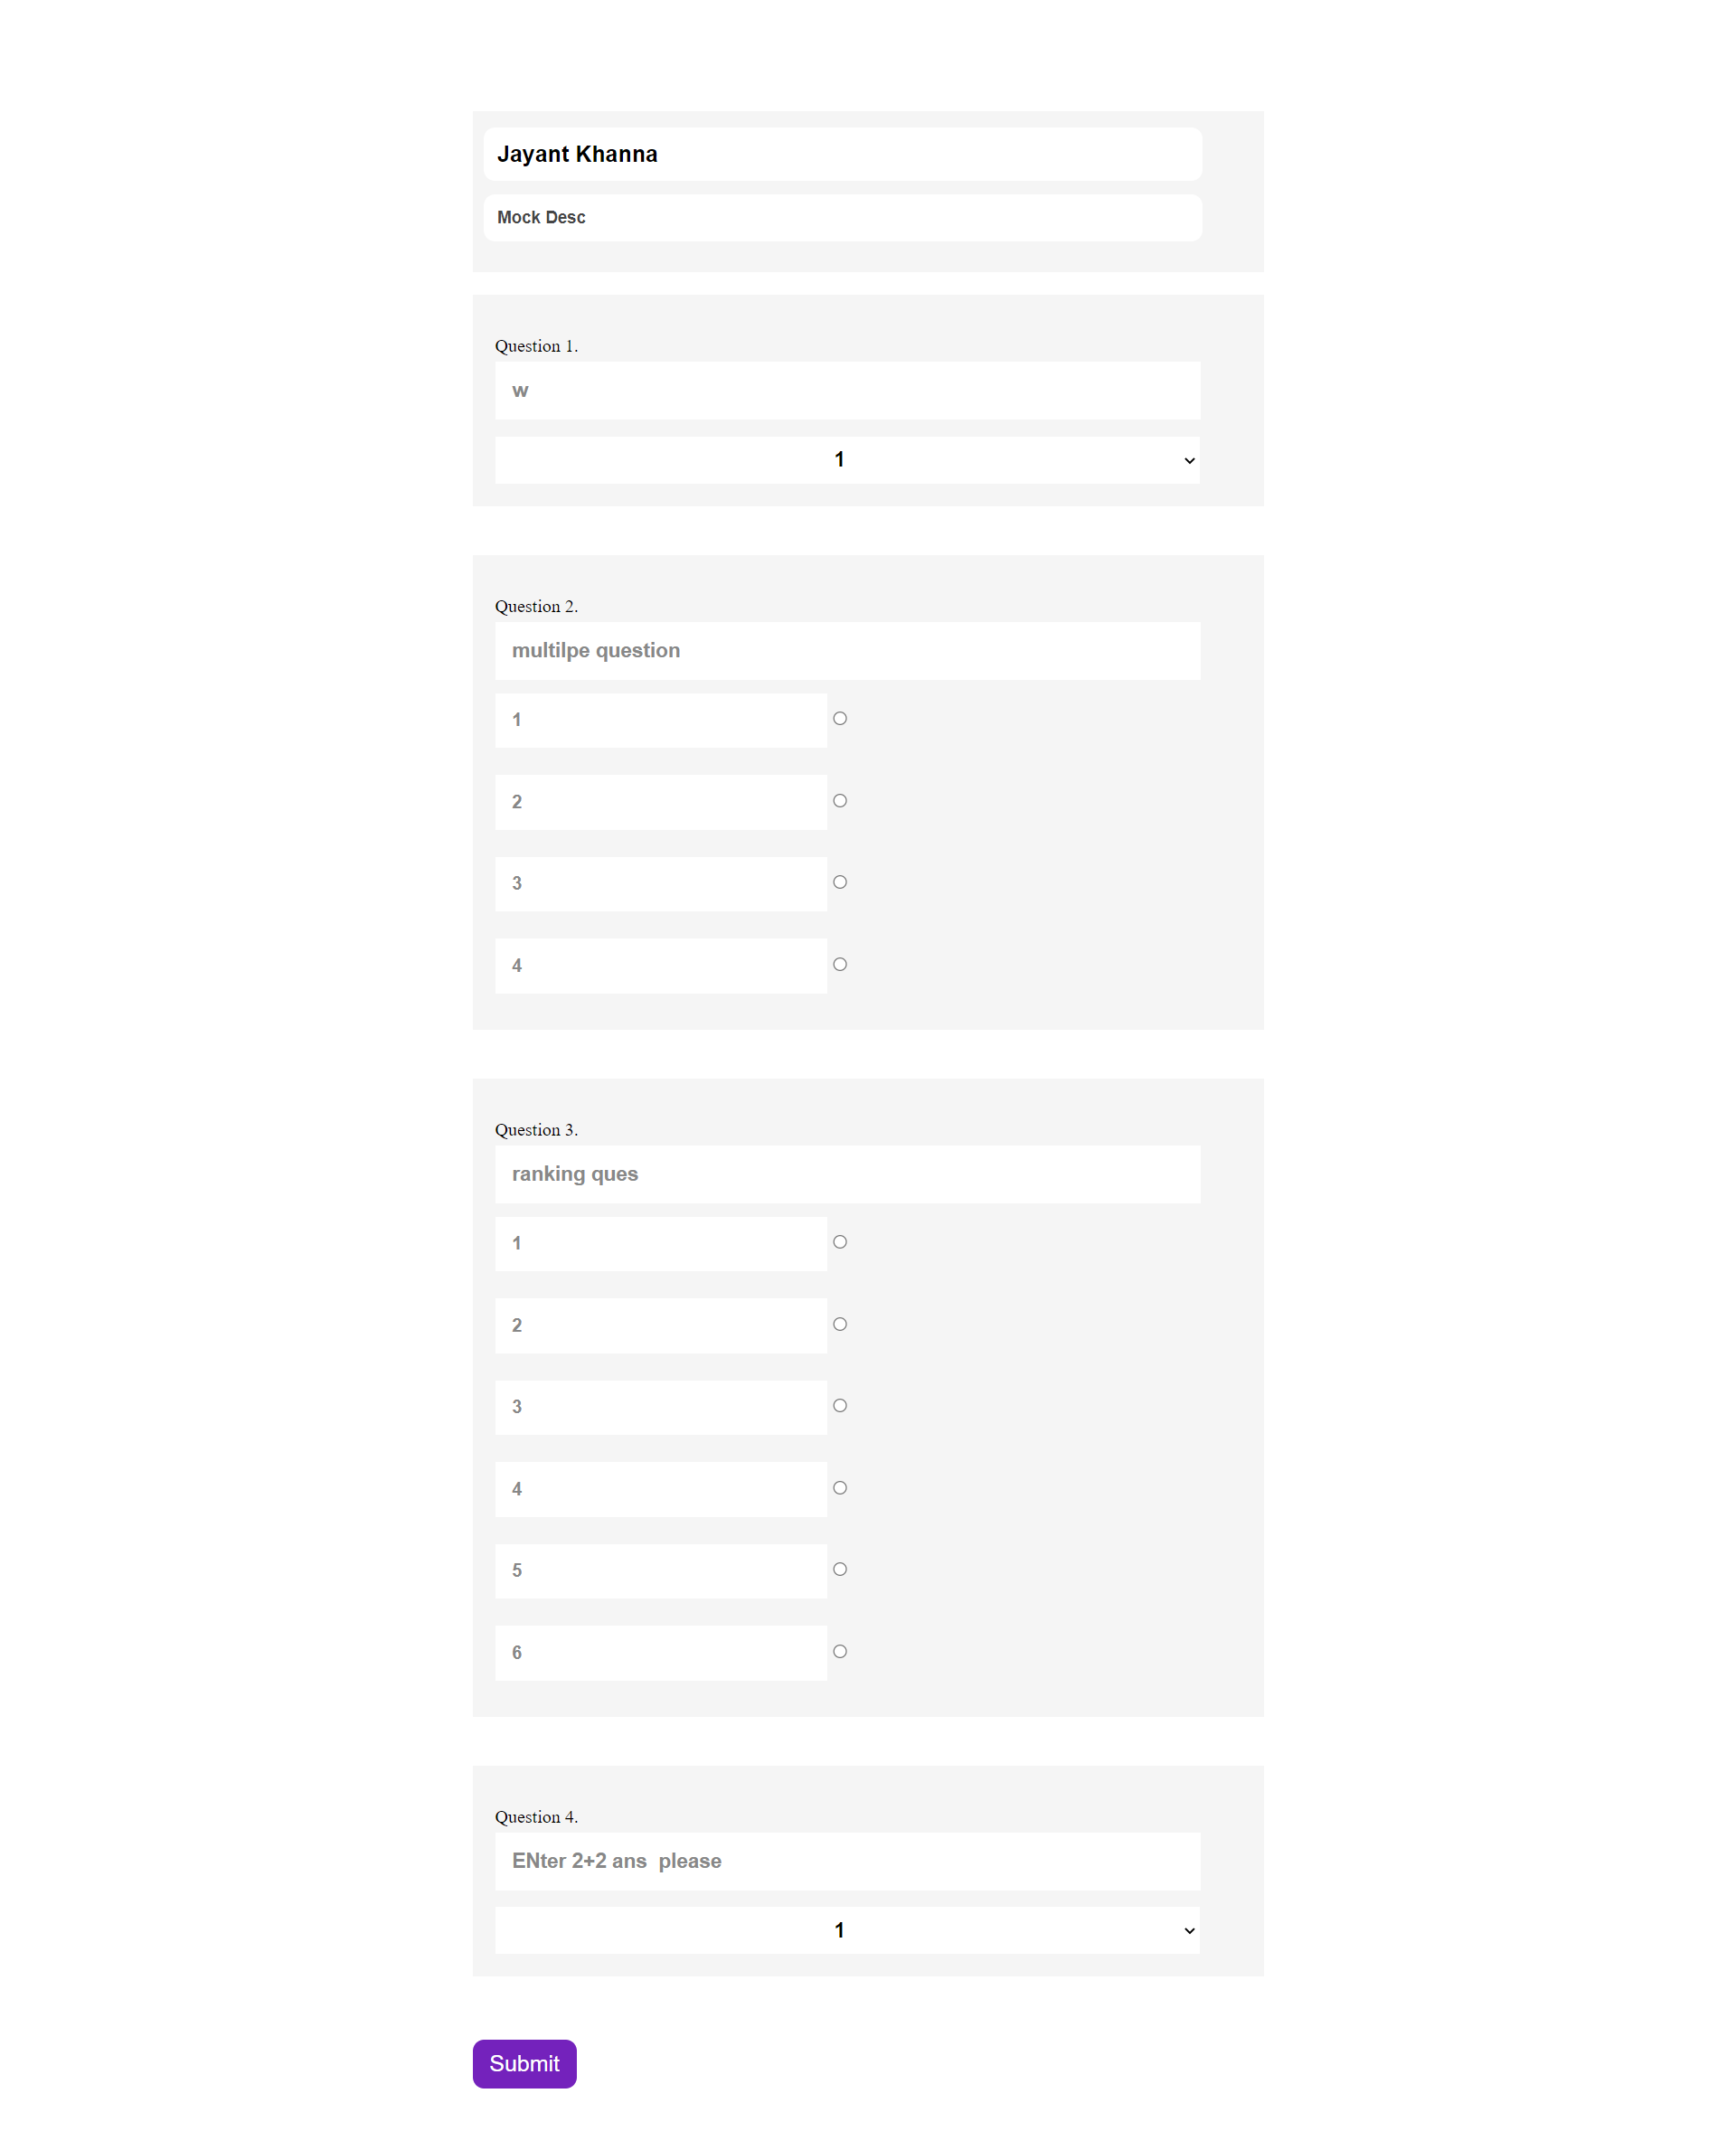 Jayant Khanna
Mock Desc
Question 1.
w
1
Question 2.
multilpe question
1
2
3
4
Question 3.
ranking ques
1
2
3
4
5
6
Question 4.
ENter 2+2 ans  please
1
Submit